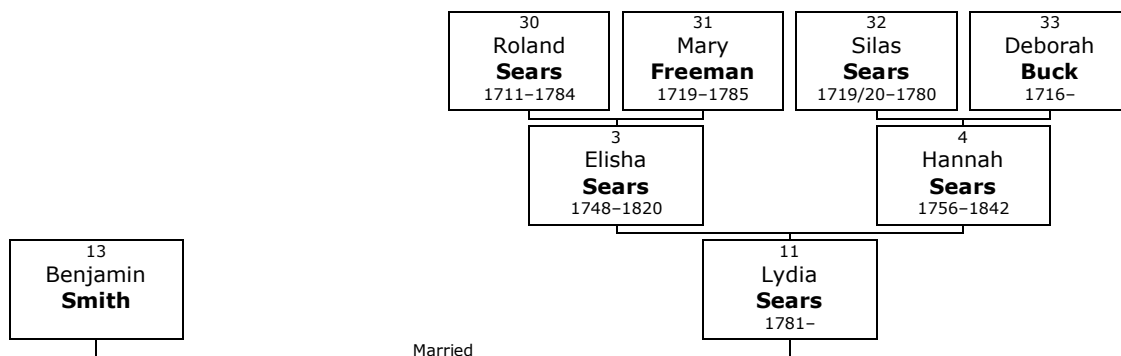 30
Roland
Sears
1711–1784
31
Mary
Freeman
1719–1785
32
Silas
Sears
1719/20–1780
33
Deborah
Buck
1716–
3
Elisha
Sears
1748–1820
4
Hannah
Sears
1756–1842
13
Benjamin
Smith
11
Lydia
Sears
1781–
Married